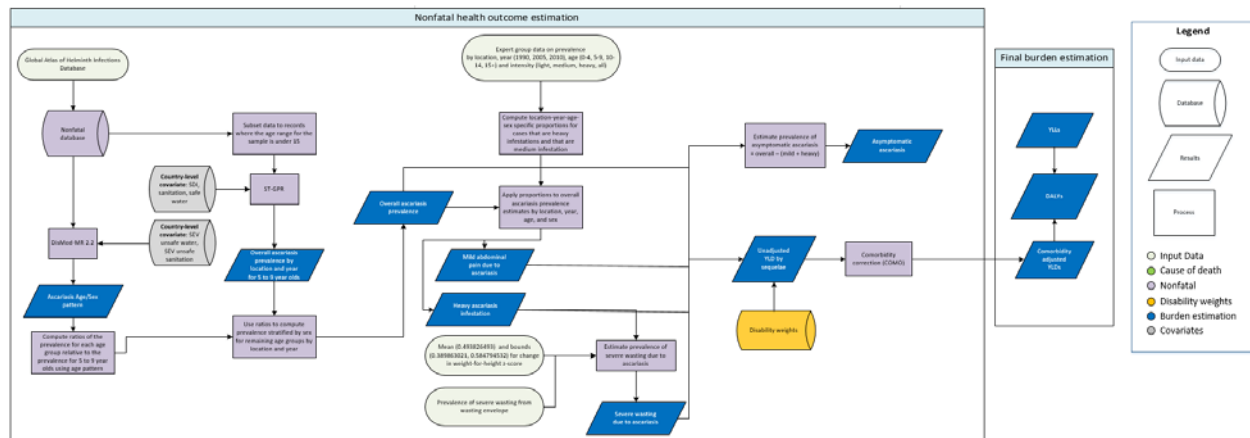 Nonfatal health outcome estimation
Global Atlas of Helminth Infections
Database
Nonfatal
database
Subset data to records
where the age range for the
sample is under 15
Country-level
covariate: SDI,
sanitation, safe
water
ST-GPR
DisMod-MR 2.2
Country-level
covariate: SEV
unsafe water,
SEV unsafe
sanitation
Overall ascariasis
prevalence by
location and year
for 5 to 9 year olds
Ascariasis Age/Sex
pattern
Compute ratios of the
prevalence for each age
group relative to the
prevalence for 5 to 9 year
olds using age pattern
Use ratios to compute
prevalence stratified by sex
for remaining age groups by
location and year
Expert group data on prevalence
by location, year (1990, 2005, 2010), age (0-4, 5-9, 10-
14, 15+) and intensity (light, medium, heavy, all)
Compute location-year-age-
sex specific proportions for
cases that are heavy
infestations and that are
medium infestation
Overall ascariasis
prevalence
Apply proportions to overall
ascariasis prevalence
estimates by location, year,
age, and sex
Mild abdominal
pain due to
ascariasis
Heavy ascariasis
infestation
Mean (0.493826493) and bounds
for change
in weight-for-height z-score
Prevalence of severe wasting from
wasting envelope
Estimate prevalence of
severe wasting due to
ascariasis
Severe wasting
due to ascariasis
Estimate prevalence of
asymptomatic ascariasis
= overall – (mild + heavy)
Asymptomatic
ascariasis
Unadjusted
YLD by
sequelae
Comorbidity
correction (COMO)
Disability weights
Final burden estimation
YLLs
DALYs
Comorbidity
adjusted YLDs
Legend
Input data
Database
Results
Process
Input Data
Cause of death
Nonfatal
Disability weights
Burden estimation
Covariates